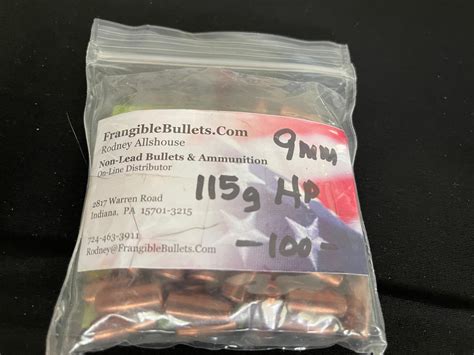 FrangibleBullets.Com
Rodney Allshouse
Non-Lead Bullets & Ammunition
On-Line Distributor
2817 Warren Road
Indiana, PA 15701-3215
724-463-3911
Rodney@FrangibleBullets.Com
9mm
115g HP
-100-